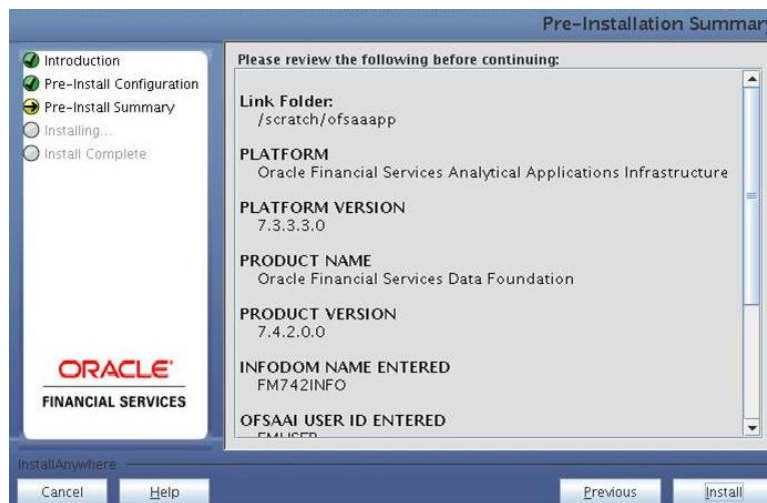 Pre-Installation Summary
Introduction
Pre-Install Configuration
Pre-Install Summary
Installing...
Install Complete
ORACLE
FINANCIAL SERVICES
Please review the following before continuing:
Link Folder:
/scratch/ofsaaapp
PLATFORM
Oracle Financial Services Analytical Applications Infrastructure
PLATFORM VERSION
7.3.3.3.0
PRODUCT NAME
Oracle Financial Services Data Foundation
PRODUCT VERSION
7.4.2.0.0
INFODOM NAME ENTERED
FM742INFO
OFSAAI USER ID ENTERED
InstallAnywhere
Cancel
Help
Previous
Install